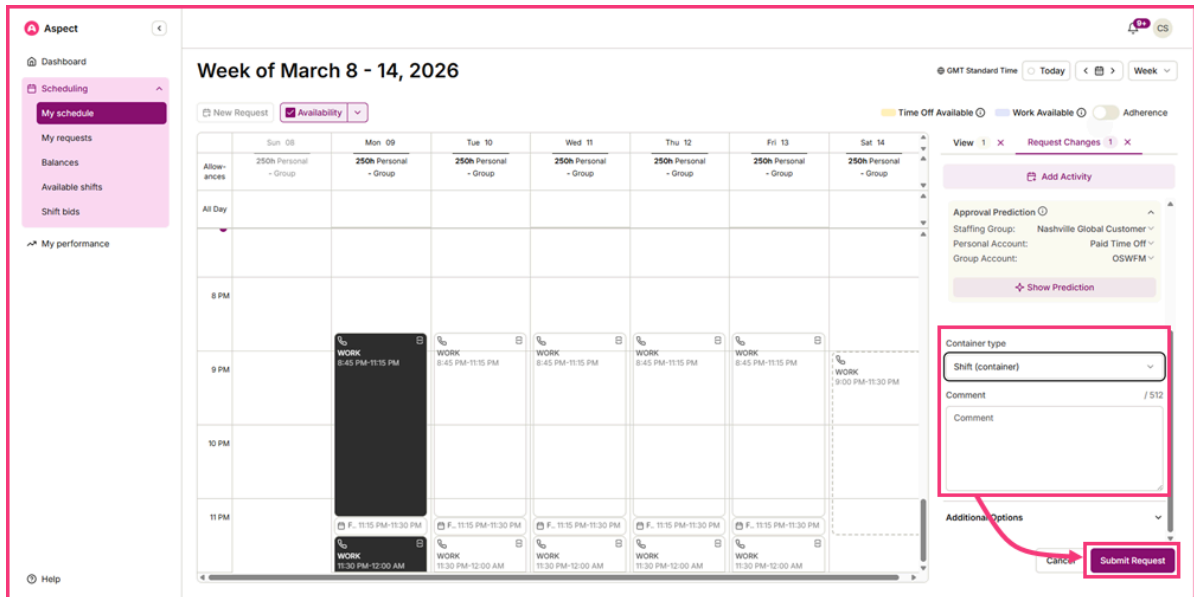 Aspect
9+
CS
Dashboard
Scheduling
My schedule
My requests
Balances
Available shifts
Shift bids
My performance
Help
Week of March 8 - 14, 2026
GMT Standard Time
Today
Week
New Request
Availability
Time Off Available
Work Available
Adherence
Sun 08 Mon 09 Tue 10 Wed 11 Thu 12 Fri 13 Sat 14
Allow-
ances
250h Personal 250h Personal 250h Personal 250h Personal 250h Personal 250h Personal 250h Personal
- Group - Group - Group - Group - Group - Group - Group
All Day
8 PM
WORK WORK WORK WORK WORK
8:45 PM-11:15 PM 8:45 PM-11:15 PM 8:45 PM-11:15 PM 8:45 PM-11:15 PM 8:45 PM-11:15 PM
9 PM
WORK
9:00 PM-11:30 PM
10 PM
11 PM
F.. 11:15 PM-11:30 PM F.. 11:15 PM-11:30 PM F.. 11:15 PM-11:30 PM F.. 11:15 PM-11:30 PM F.. 11:15 PM-11:30 PM
WORK WORK WORK WORK WORK
11:30 PM-12:00 AM 11:30 PM-12:00 AM 11:30 PM-12:00 AM 11:30 PM-12:00 AM 11:30 PM-12:00 AM
View 1 Request Changes 1
Add Activity
Approval Prediction
Staffing Group: Nashville Global Customer
Personal Account: Paid Time Off
Group Account: OSWFM
Show Prediction
Container type
Shift (container)
Comment / 512
Comment
Additional Options
Cancel Submit Request